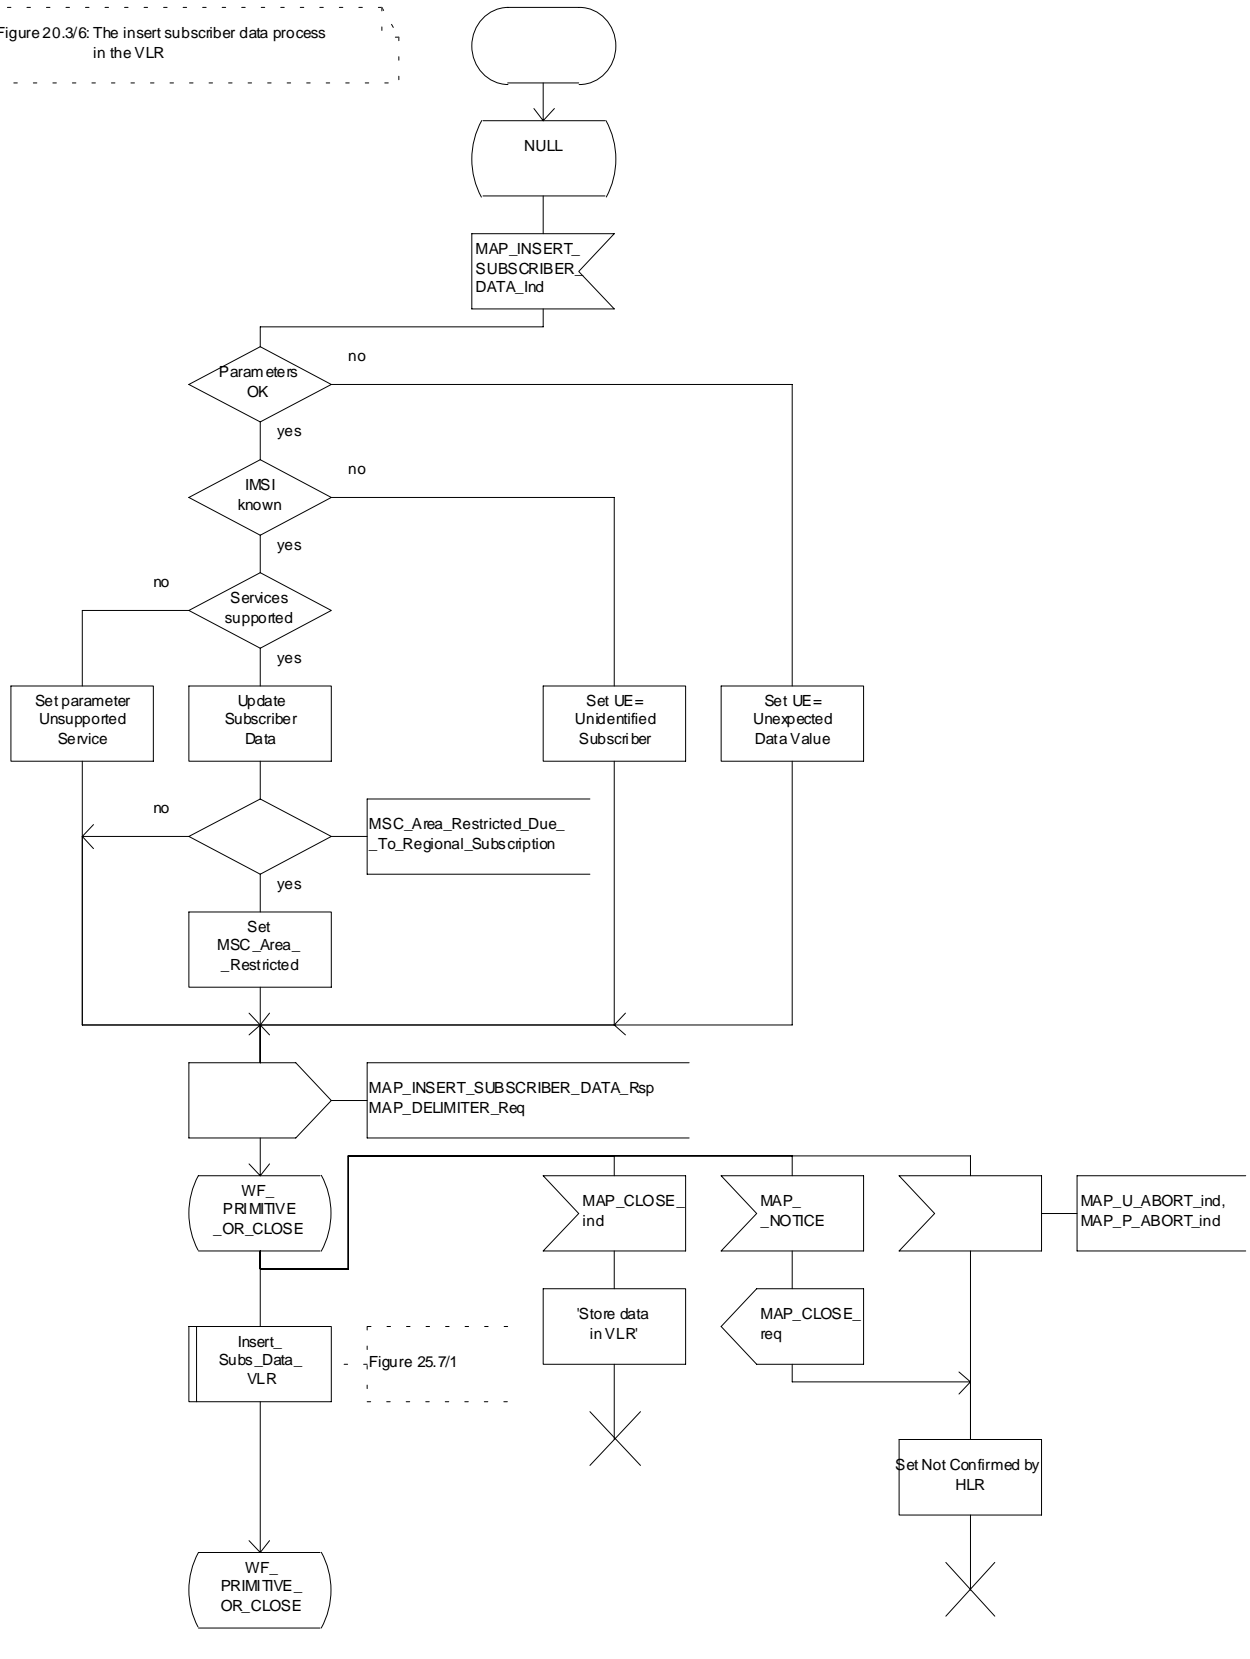 Figure 20.3/6: The insert subscriber data process
in the VLR
NULL
MAP_INSERT_
SUBSCRIBER_
DATA_Ind
Parameters
OK
no
yes
IMSI
known
no
yes
Services
supported
no
yes
Set parameter
Unsupported
Service
Update
Subscriber
Data
Set UE=
Unidentified
Subscriber
Set UE=
Unexpected
Data Value
no
MSC_Area_Restricted_Due_
_To_Regional_Subscription
yes
Set
MSC_Area_
_Restricted
MAP_INSERT_SUBSCRIBER_DATA_Rsp
MAP_DELIMITER_Req
WF_
PRIMITIVE
_OR_CLOSE
MAP_CLOSE_
ind
MAP_
_NOTICE
MAP_U_ABORT_ind,
MAP_P_ABORT_ind
'Store data
in VLR'
MAP_CLOSE_
req
Insert_
Subs_Data_
VLR
Figure 25.7/1
Set Not Confirmed by
HLR
WF_
PRIMITIVE_
OR_CLOSE